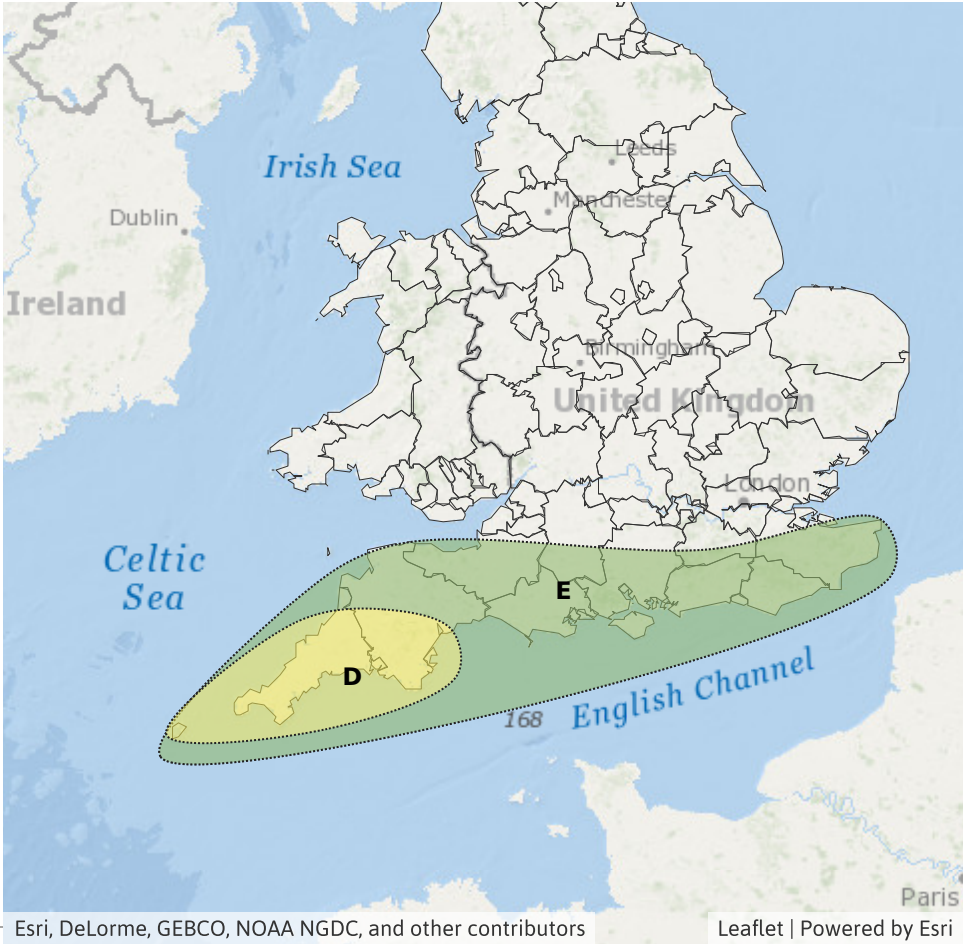 Irish Sea
Leeds
Manchester
Dublin
Ireland
Birmingham
United Kingdom
London
Celtic
Sea
E
D
168
English Channel
Paris
Esri, DeLorme, GEBCO, NOAA NGDC, and other contributors
Leaflet | Powered by Esri